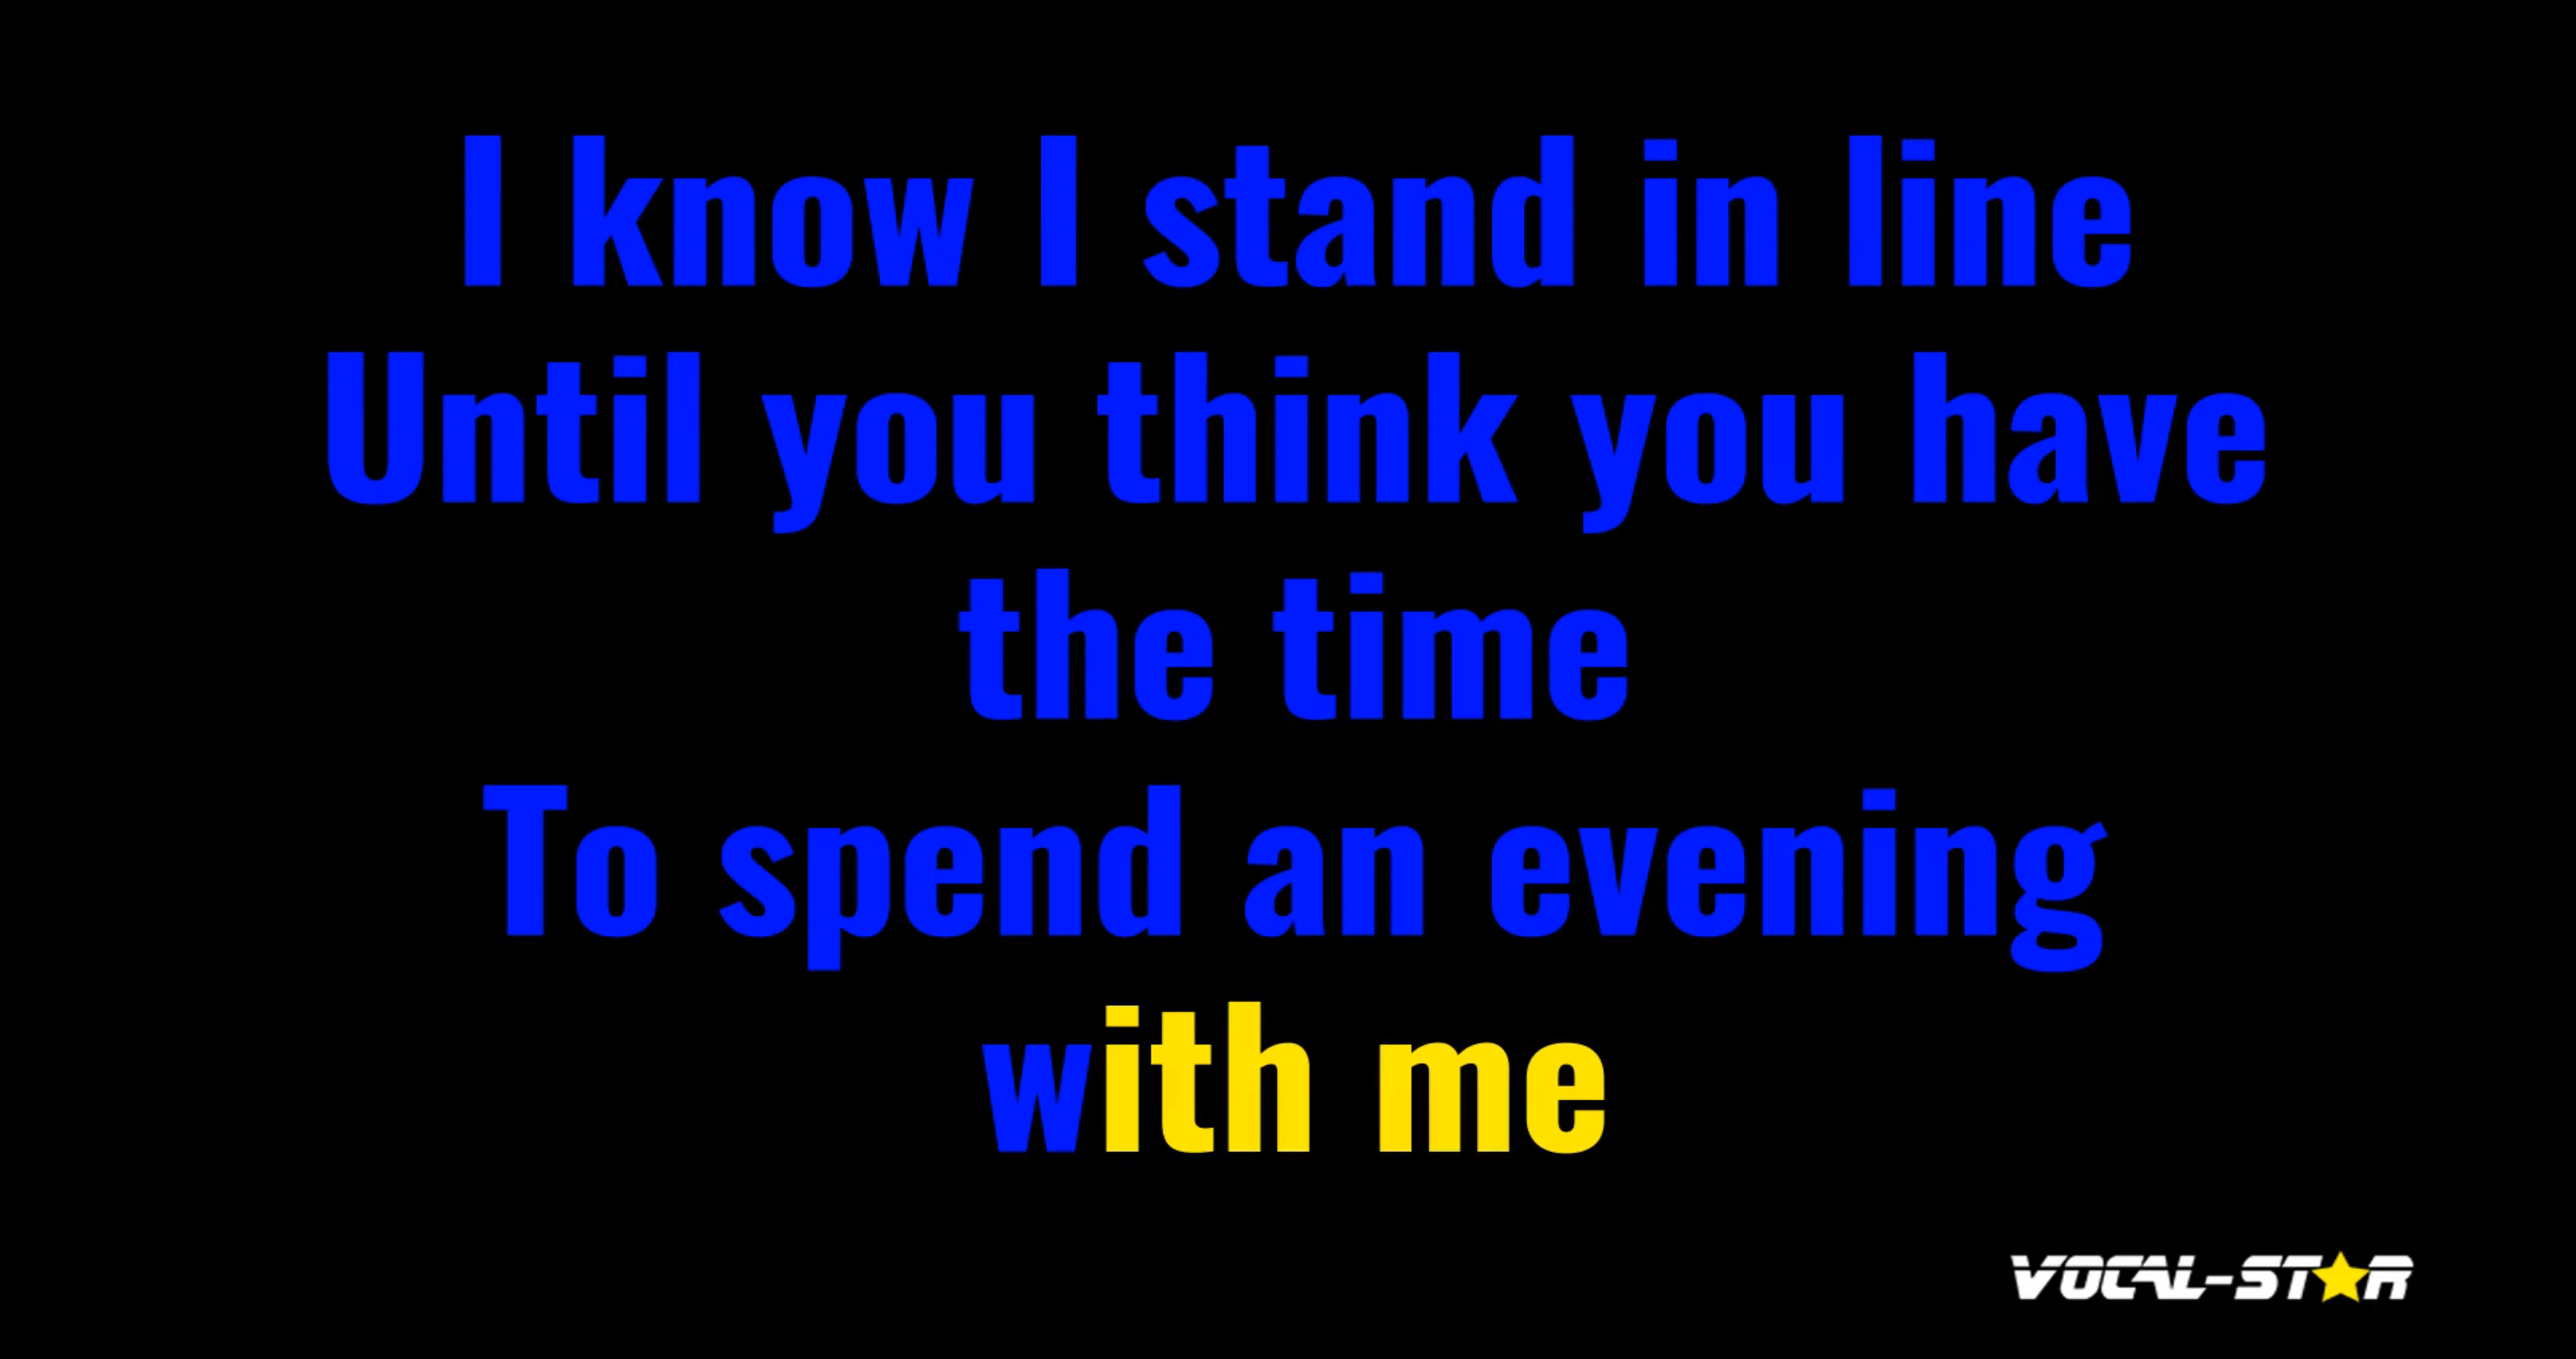 I know I stand in line
Until you think you have
the time
To spend an evening
with me
VOCAL-STAR